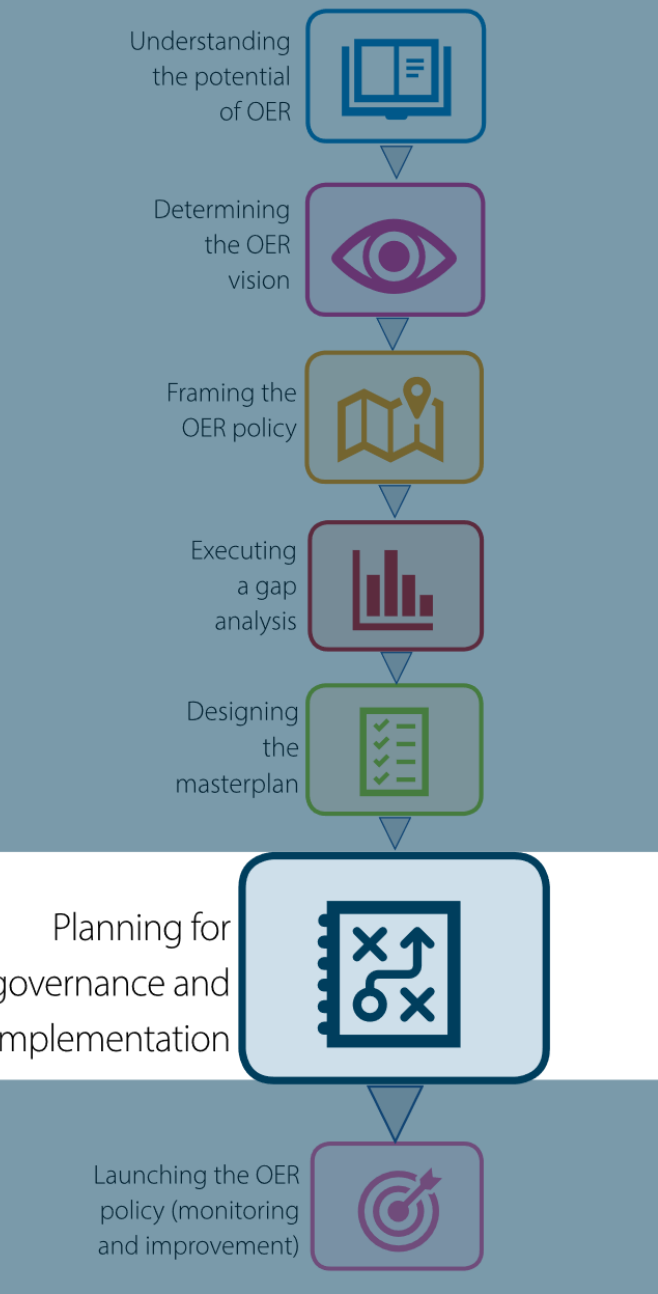 Understanding
the potential
of OER
Determining
the OER
vision
Framing the
OER policy
Executing
a gap
analysis
Designing
the
masterplan
Planning for
governance and
mplementation
Launching the OER
policy (monitoring
and improvement)